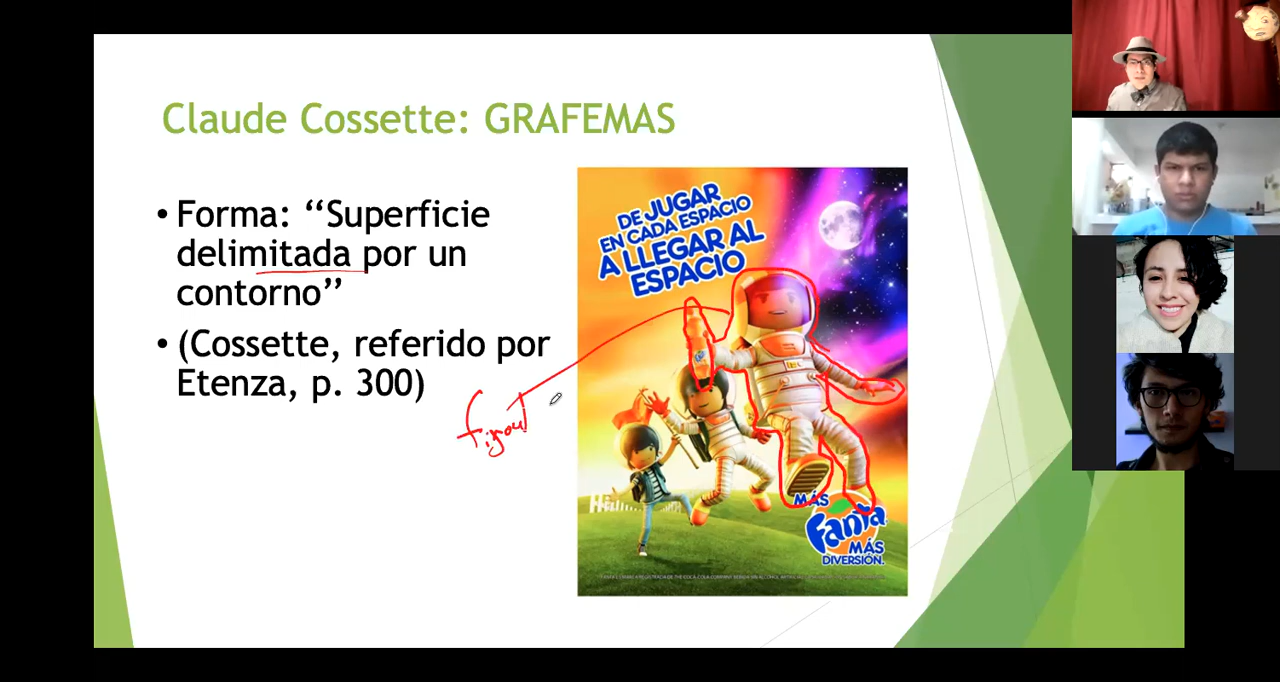 Claude Cossette: GRAFEMAS
• Forma: “Superficie
delimitada por un
contorno”
• (Cossette, referido por
Etenza, p. 300)
DE JUGAR
EN CADA ESPACIO
A LLEGAR AL
ESPACIO
MÁS
Fanta
MÁS
DIVERSIÓN.